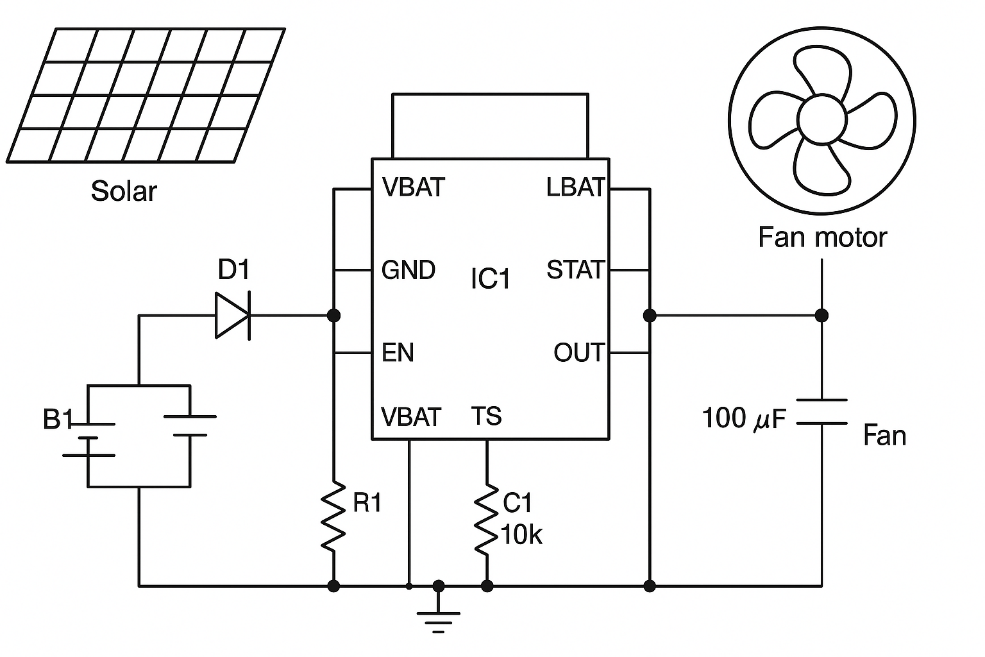 Solar
Fan motor
D1
VBAT
LBAT
GND
IC1
STAT
EN
OUT
VBAT
TS
B1
100 μF
Fan
R1
C1
10k